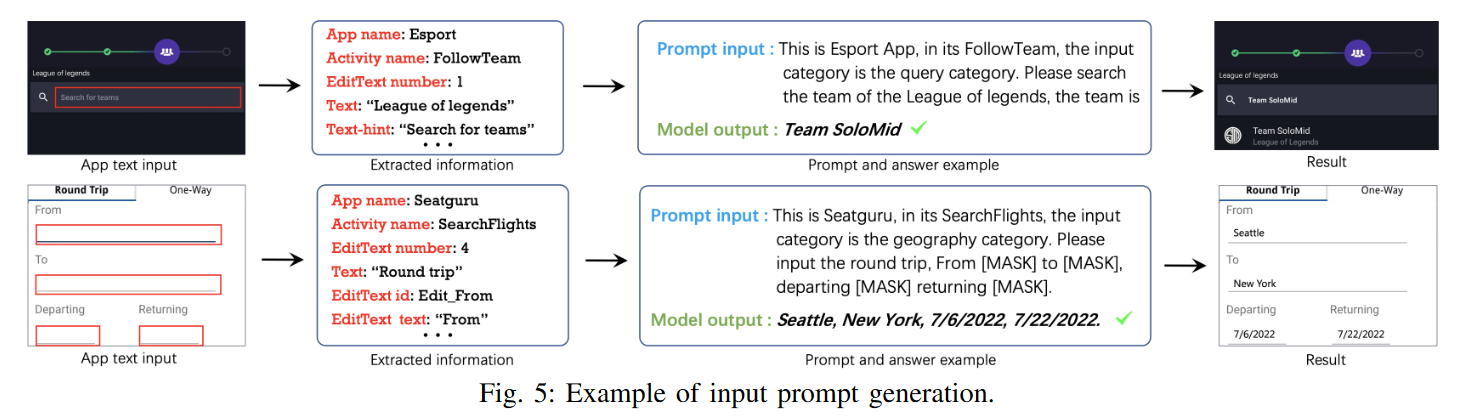 League of legends
Search for teams
App text input
App name: Esport
Activity name: FollowTeam
EditText number: 1
Text: “League of legends”
Text-hint: “Search for teams”
• • •
Extracted information
Prompt input : This is Esport App, in its FollowTeam, the input
category is the query category. Please search
the team of the League of legends, the team is
Model output : Team SoloMid
Prompt and answer example
League of legends
Team SoloMid
Team SoloMid
League of Legends
Result
Round Trip One-Way
From
To
Departing Returning
App text input
App name: Seatguru
Activity name: SearchFlights
EditText number: 4
Text: “Round trip”
EditText id: Edit_From
EditText text: “From”
• • •
Extracted information
Prompt input : This is Seatguru, in its SearchFlights, the input
category is the geography category. Please
input the round trip, From [MASK] to [MASK],
departing [MASK] returning [MASK].
Model output : Seattle, New York, 7/6/2022, 7/22/2022.
Prompt and answer example
Round Trip One-Way
From
Seattle
To
New York
Departing Returning
7/6/2022 7/22/2022
Result
Fig. 5: Example of input prompt generation.